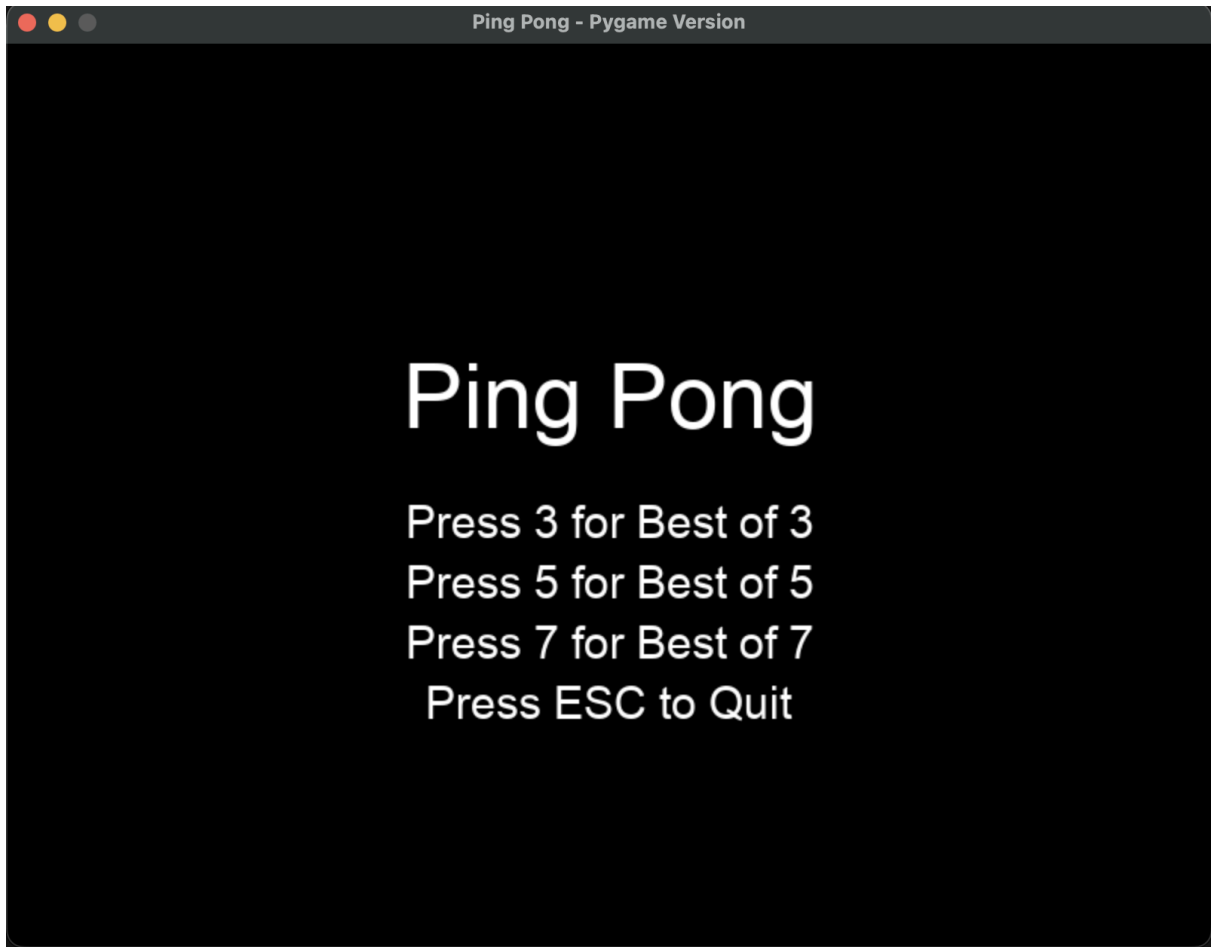 Ping Pong - Pygame Version
Ping Pong
Press 3 for Best of 3
Press 5 for Best of 5
Press 7 for Best of 7
Press ESC to Quit